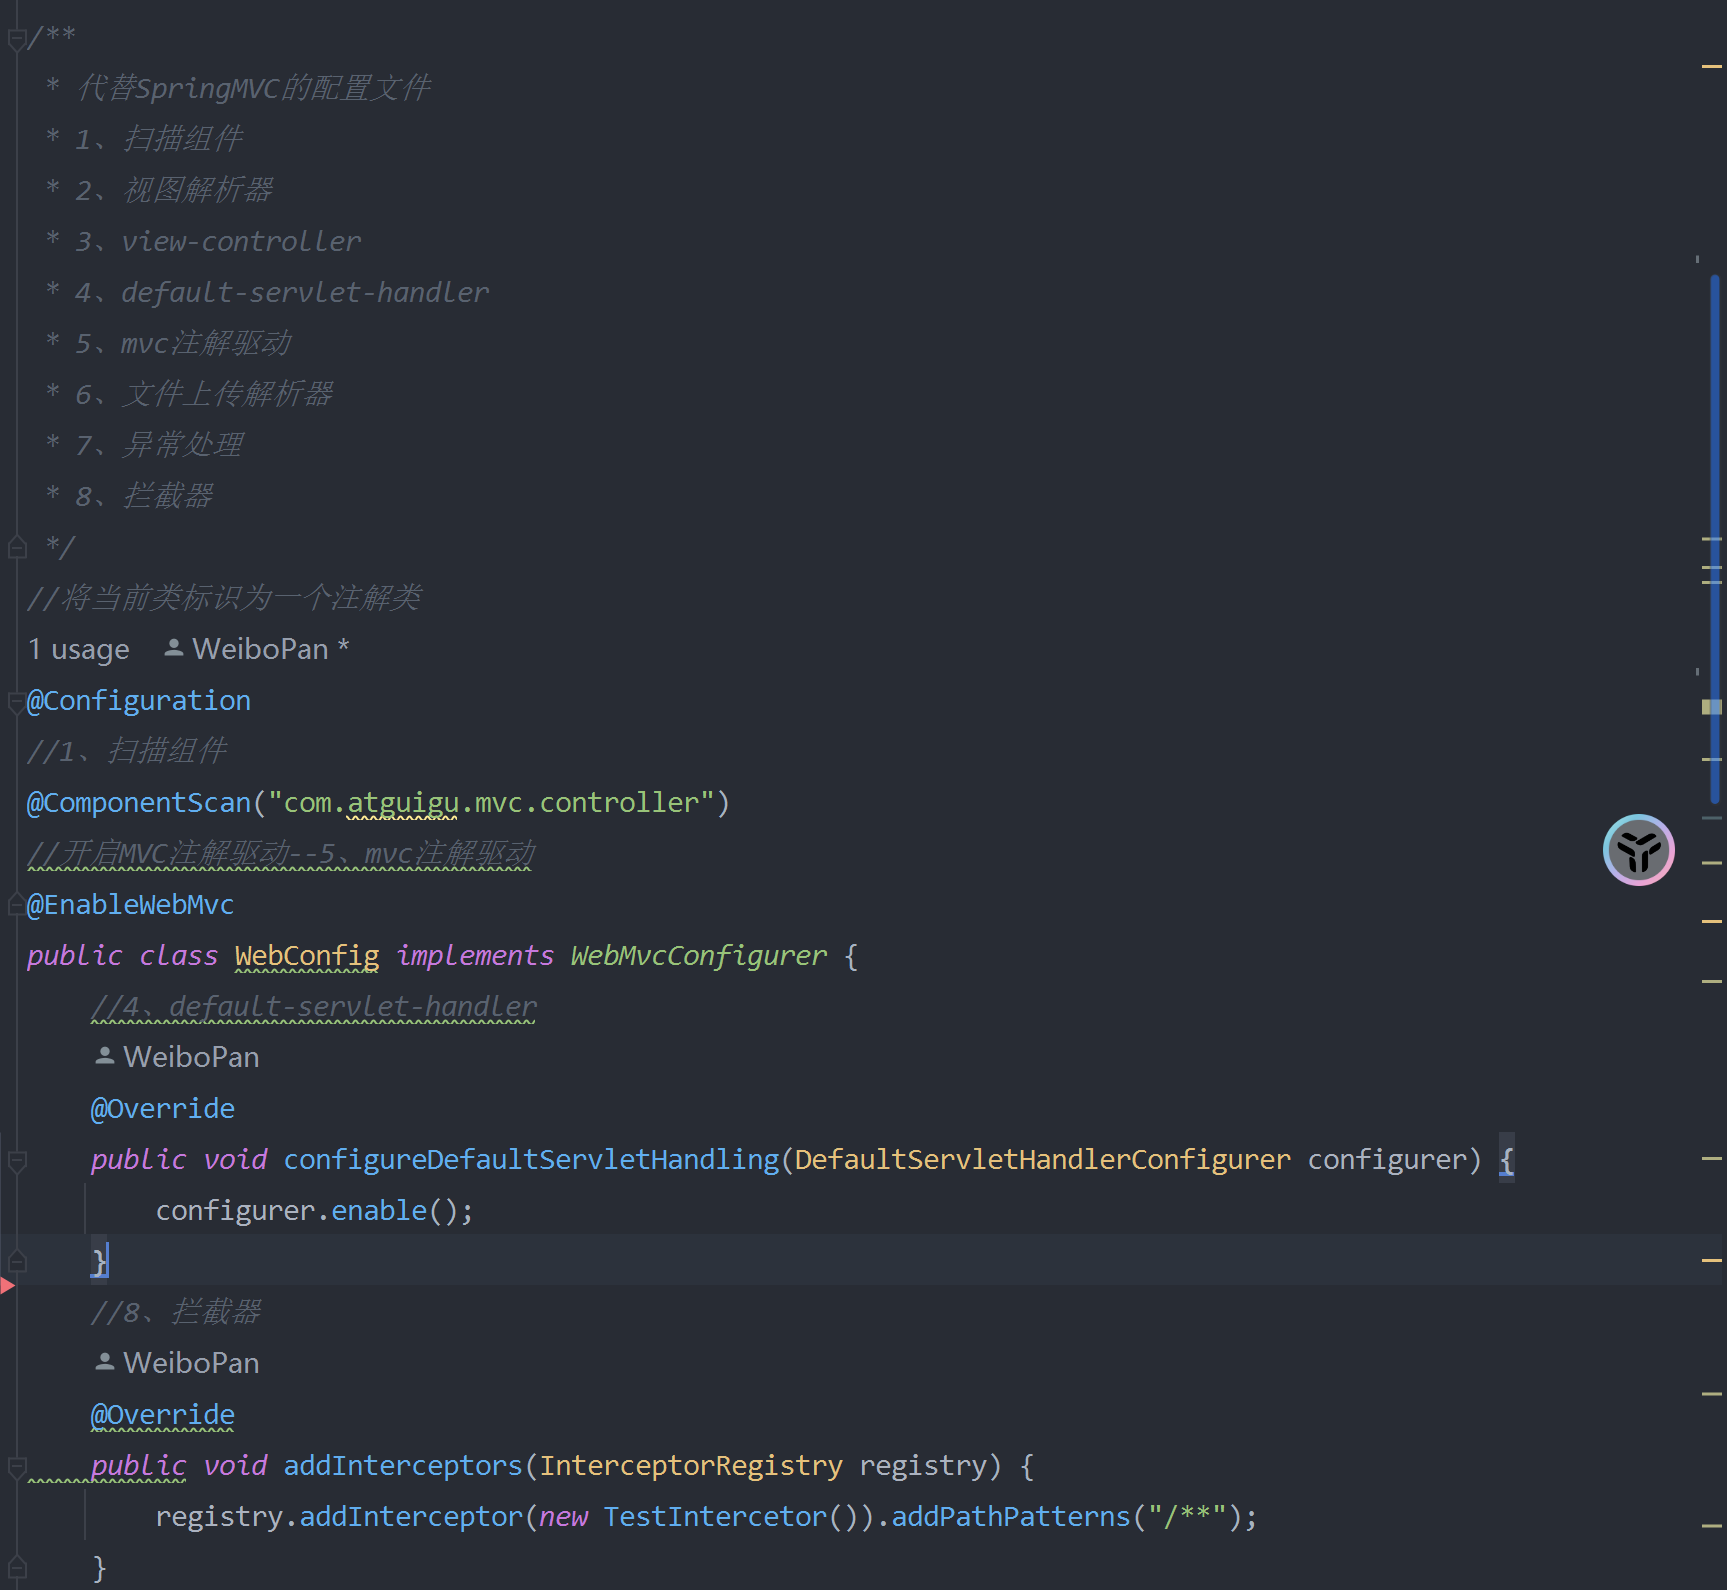 /**
 * 代替SpringMVC的配置文件
 * 1、扫描组件
 * 2、视图解析器
 * 3、view-controller
 * 4、default-servlet-handler
 * 5、mvc注解驱动
 * 6、文件上传解析器
 * 7、异常处理
 * 8、拦截器
 */
//将当前类标识为一个注解类
1 usage WeiboPan *
@Configuration
//1、扫描组件
@ComponentScan("com.atguigu.mvc.controller")
//开启MVC注解驱动--5、mvc注解驱动
@EnableWebMvc
public class WebConfig implements WebMvcConfigurer {
    //4、default-servlet-handler
    WeiboPan
    @Override
    public void configureDefaultServletHandling(DefaultServletHandlerConfigurer configurer) {
        configurer.enable();
    }
    //8、拦截器
    WeiboPan
    @Override
    public void addInterceptors(InterceptorRegistry registry) {
        registry.addInterceptor(new TestIntercetor()).addPathPatterns("/**");
    }